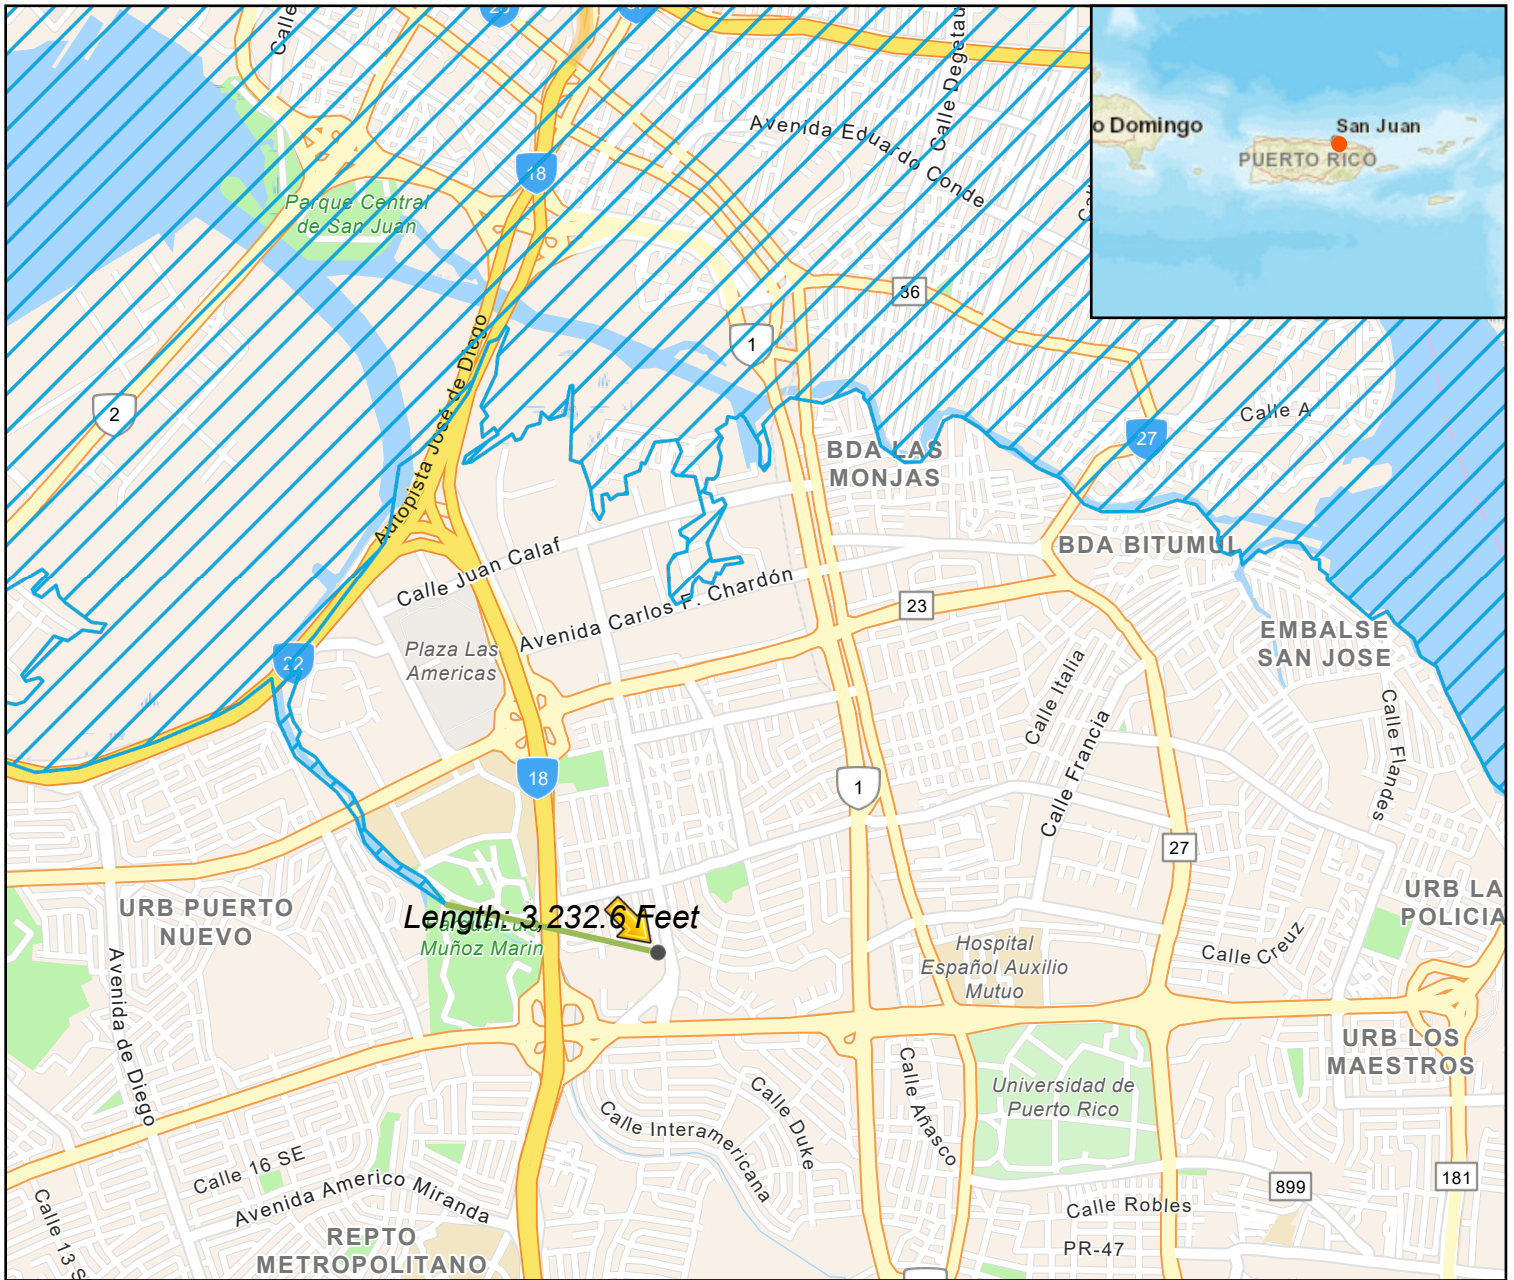 Calle
18
Parque Central
de San Juan
Avenida Eduardo Conde
Calle Degetau
o Domingo
San Juan
PUERTO RICO
36
1
2
Autopista José de Diego
BDA LAS
MONJAS
27
Calle A
BDA BITUMUL
Calle Juan Calaf
Avenida Carlos F. Chardón
23
Plaza Las
Americas
22
EMBALSE
SAN JOSE
Calle Italia
Calle Francia
Calle Flandes
18
1
27
URB PUERTO
NUEVO
Length: 3,232.6 Feet
Parque Luis
Muñoz Marin
Hospital
Español Auxilio
Mutuo
Calle Creuz
URB LA
POLICIA
Avenida de Diego
URB LOS
MAESTROS
Universidad de
Puerto Rico
Calle Añasco
Calle Duke
Calle Interamericana
Calle 16 SE
Avenida Americo Miranda
Calle 13 S
REPTO
METROPOLITANO
Calle Robles
899
181
PR-47